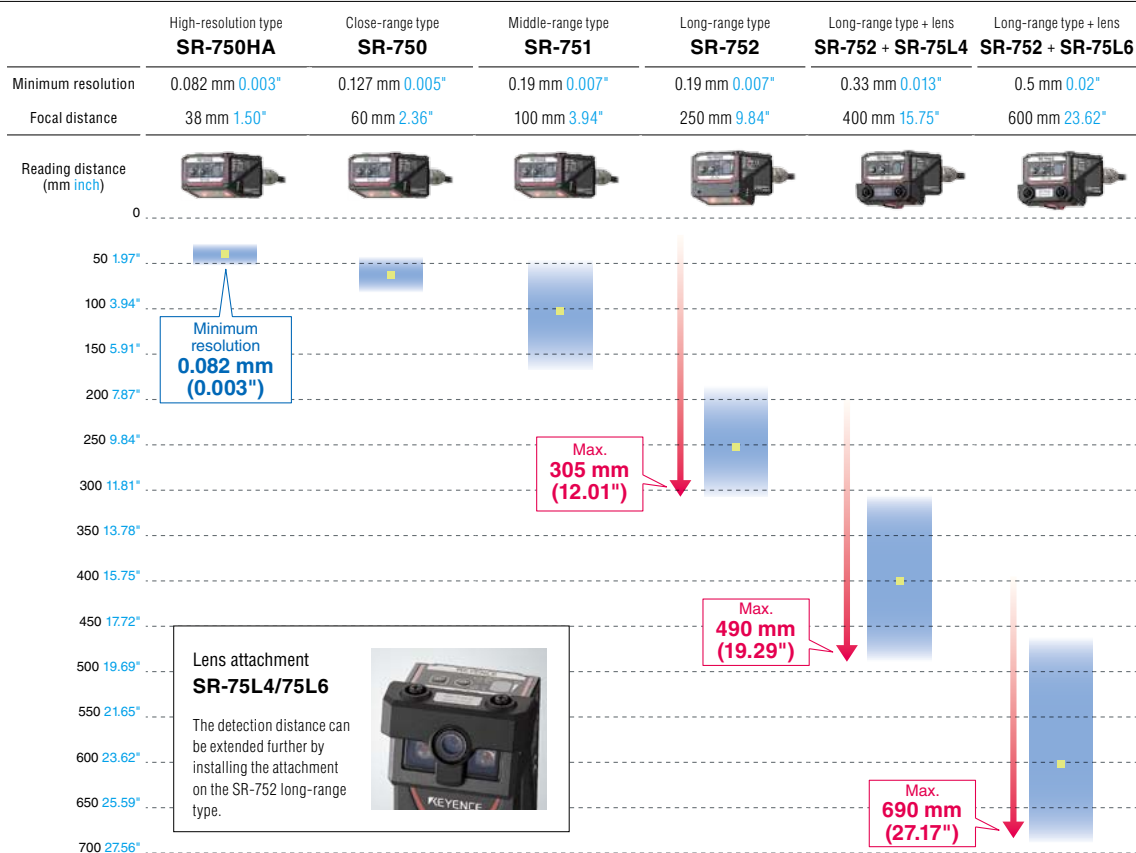 High-resolution type
SR-750HA
Close-range type
SR-750
Middle-range type
SR-751
Long-range type
SR-752
Long-range type + lens
SR-752 + SR-75L4
Long-range type + lens
SR-752 + SR-75L6
Minimum resolution 0.082 mm 0.003" 0.127 mm 0.005" 0.19 mm 0.007" 0.19 mm 0.007" 0.33 mm 0.013" 0.5 mm 0.02"
Focal distance 38 mm 1.50" 60 mm 2.36" 100 mm 3.94" 250 mm 9.84" 400 mm 15.75" 600 mm 23.62"
Reading distance
(mm inch)
0
50 1.97"
100 3.94"
150 5.91"
200 7.87"
250 9.84"
300 11.81"
350 13.78"
400 15.75"
450 17.72"
500 19.69"
550 21.65"
600 23.62"
650 25.59"
700 27.56"
Minimum
resolution
0.082 mm
(0.003")
Max.
305 mm
(12.01")
Max.
490 mm
(19.29")
Max.
690 mm
(27.17")
Lens attachment
SR-75L4/75L6
The detection distance can
be extended further by
installing the attachment
on the SR-752 long-range
type.
KEYENCE